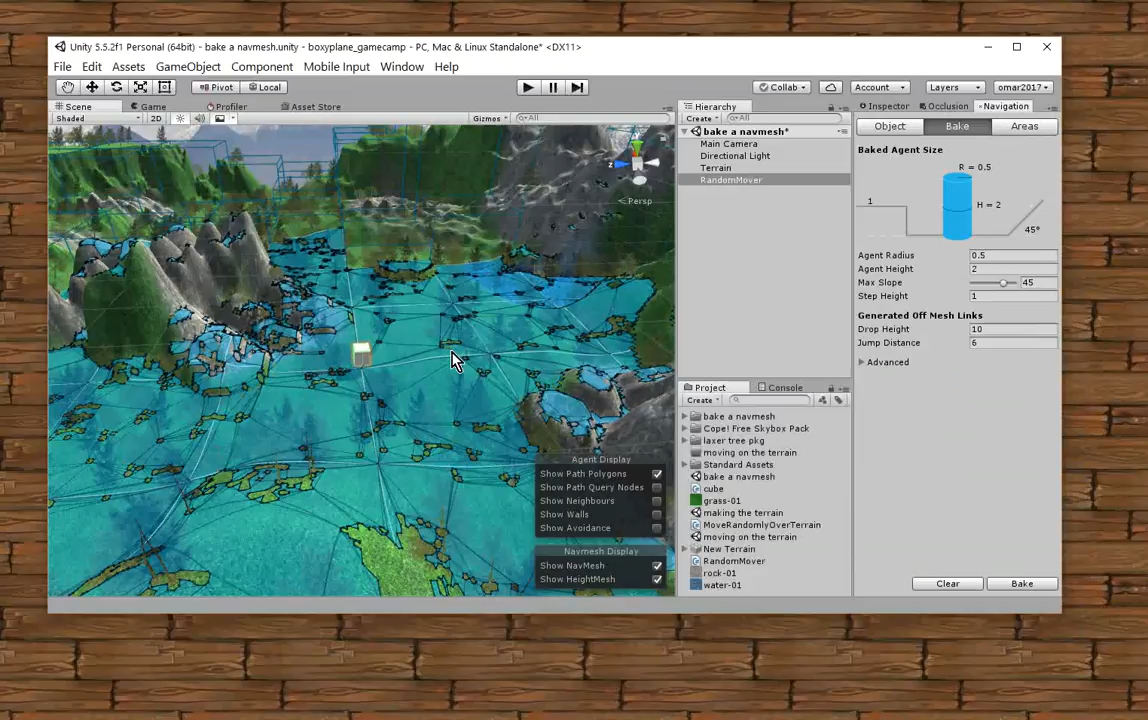 Unity 5.5.2f1 Personal (64bit) - bake a navmesh.unity - boxyplane_gamecamp - PC, Mac & Linux Standalone* <DX11>
File Edit Assets GameObject Component Mobile Input Window Help
Pivot Local Collab Account Layers omar2017
Scene Game Profiler Asset Store
Shaded 2D Gizmos All
z
Persp
Agent Display
Show Path Polygons
Show Path Query Nodes
Show Neighbours
Show Walls
Show Avoidance
Navmesh Display
Show NavMesh
Show HeightMesh
Hierarchy
Create All
bake a navmesh*
Main Camera
Directional Light
Terrain
RandomMover
Project Console
Create
bake a navmesh
Cope! Free Skybox Pack
laxer tree pkg
moving on the terrain
Standard Assets
bake a navmesh
cube
grass-01
making the terrain
MoveRandomlyOverTerrain
moving on the terrain
New Terrain
RandomMover
rock-01
water-01
Inspector Occlusion Navigation
Object Bake Areas
Baked Agent Size
R = 0.5
1
H = 2
45°
Agent Radius 0.5
Agent Height 2
Max Slope 45
Step Height 1
Generated Off Mesh Links
Drop Height 10
Jump Distance 6
Advanced
Clear Bake